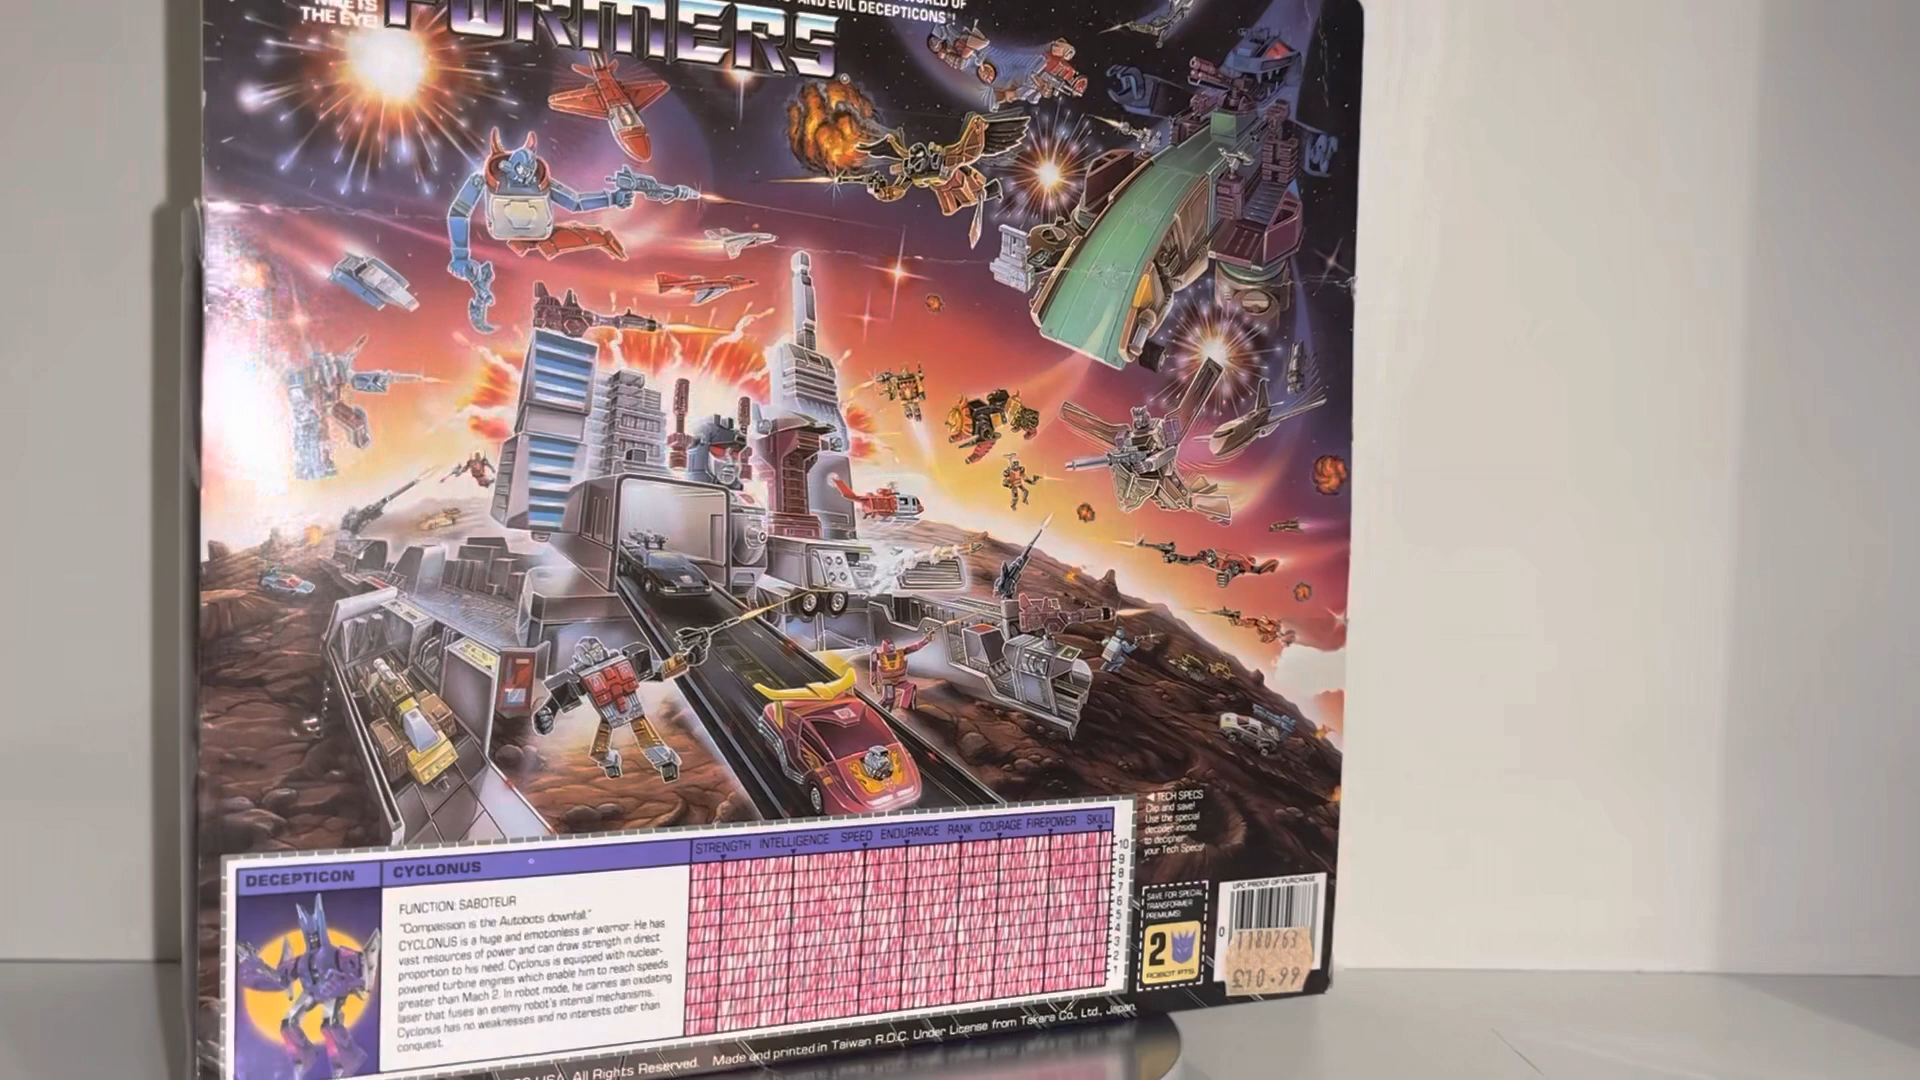 WORLD OF
MEETS
THE EYE!
AND EVIL DECEPTICONS™!
FORMERS
◀ TECH SPECS
Clip and save!
Use the special
decoder inside
to decipher
your Tech Specs!
STRENGTH INTELLIGENCE SPEED ENDURANCE RANK COURAGE FIREPOWER SKILL
10
9
8
7
6
5
4
3
2
1
DECEPTICON
CYCLONUS
FUNCTION: SABOTEUR
"Compassion is the Autobots downfall."
CYCLONUS is a huge and emotionless air warrior. He has
vast resources of power and can draw strength in direct
proportion to his need. Cyclonus is equipped with nuclear-
powered turbine engines which enable him to reach speeds
greater than Mach 2. In robot mode, he carries an oxidating
laser that fuses an enemy robot's internal mechanisms.
Cyclonus has no weaknesses and no interests other than
conquest.
SAVE FOR SPECIAL
TRANSFORMER
PREMIUMS!
2
ROBOT PTS.
UPC PROOF OF PURCHASE
0
1180763
£10.99
USA. All Rights Reserved. Made and printed in Taiwan R.O.C. Under License from Takara Co., Ltd., Japan.